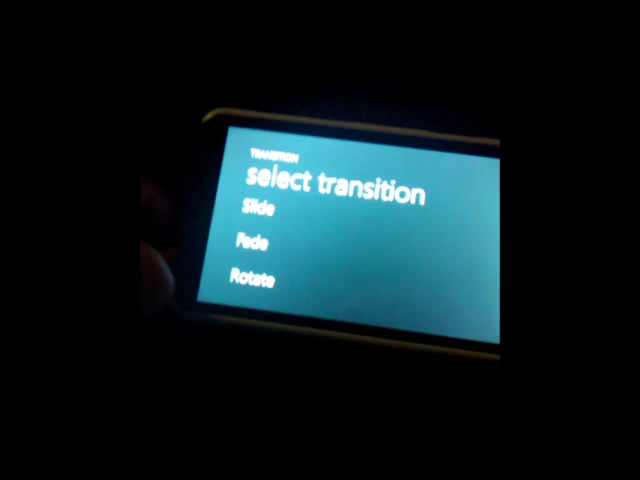 TRANSITION
select transition
Slide
Fade
Rotate